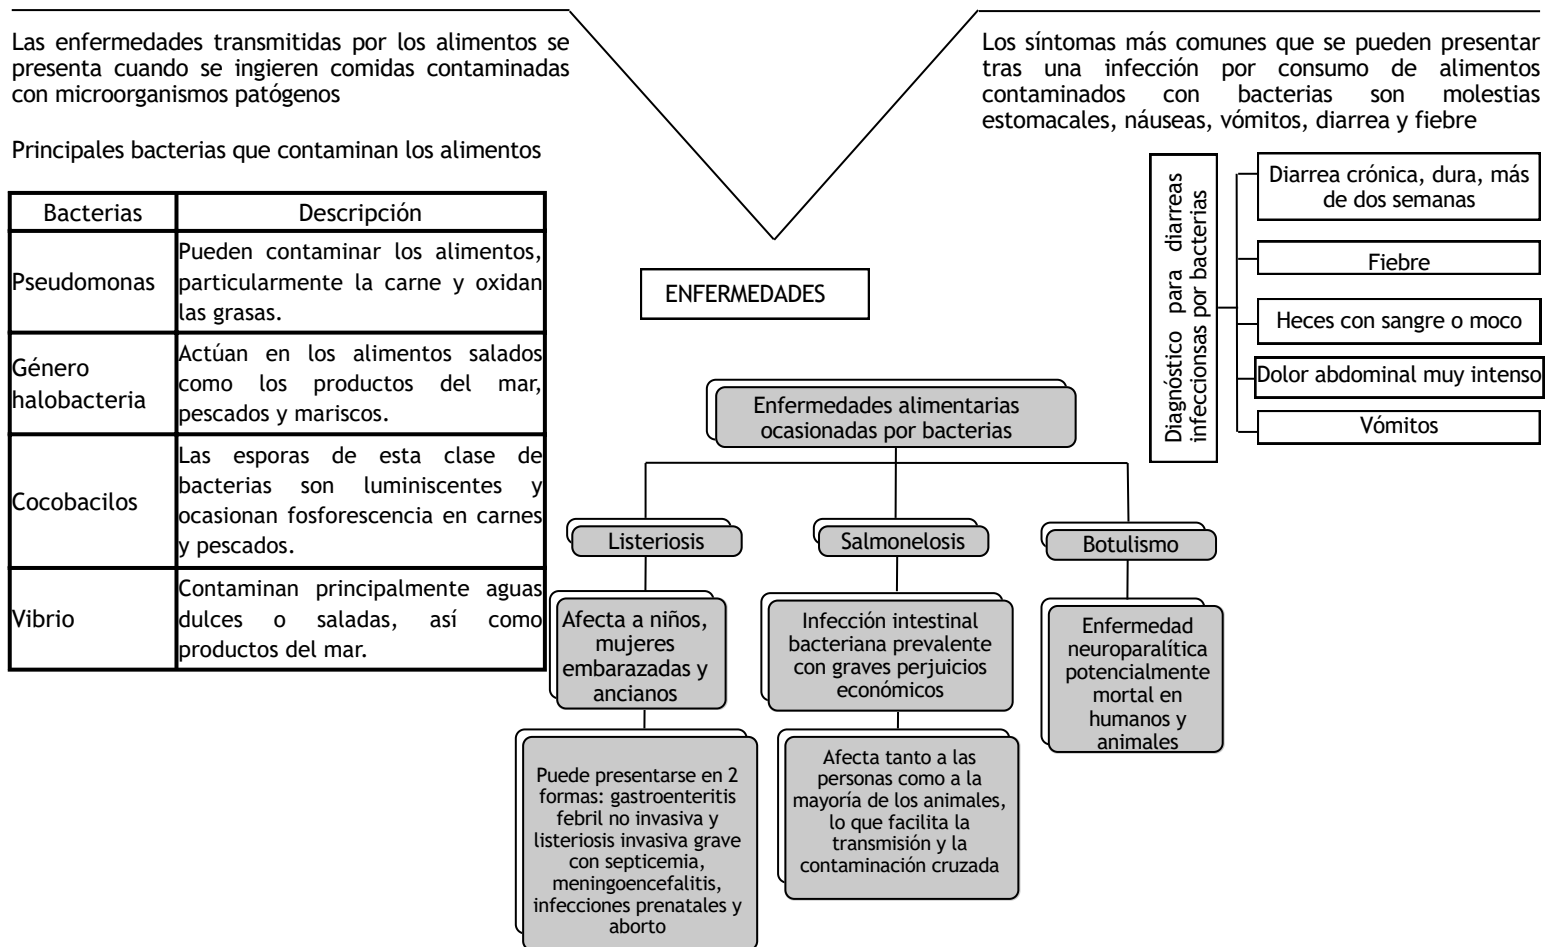 Las enfermedades transmitidas por los alimentos se
presenta cuando se ingieren comidas contaminadas
con microorganismos patógenos
Principales bacterias que contaminan los alimentos
Bacterias
Descripción
Pseudomonas
Pueden contaminar los alimentos,
particularmente la carne y oxidan
las grasas.
Género
halobacteria
Actúan en los alimentos salados
como los productos del mar,
pescados y mariscos.
Cocobacilos
Las esporas de esta clase de
bacterias son luminiscentes y
ocasionan fosforescencia en carnes
y pescados.
Vibrio
Contaminan principalmente aguas
dulces o saladas, así como
productos del mar.
Los síntomas más comunes que se pueden presentar
tras una infección por consumo de alimentos
contaminados con bacterias son molestias
estomacales, náuseas, vómitos, diarrea y fiebre
Diagnóstico para diarreas
infeccionsas por bacterias
Diarrea crónica, dura, más
de dos semanas
Fiebre
Heces con sangre o moco
Dolor abdominal muy intenso
Vómitos
ENFERMEDADES
Enfermedades alimentarias
ocasionadas por bacterias
Listeriosis
Afecta a niños,
mujeres
embarazadas y
ancianos
Puede presentarse en 2
formas: gastroenteritis
febril no invasiva y
listeriosis invasiva grave
con septicemia,
meningoencefalitis,
infecciones prenatales y
aborto
Salmonelosis
Infección intestinal
bacteriana prevalente
con graves perjuicios
económicos
Afecta tanto a las
personas como a la
mayoría de los animales,
lo que facilita la
transmisión y la
contaminación cruzada
Botulismo
Enfermedad
neuroparalítica
potencialmente
mortal en
humanos y
animales